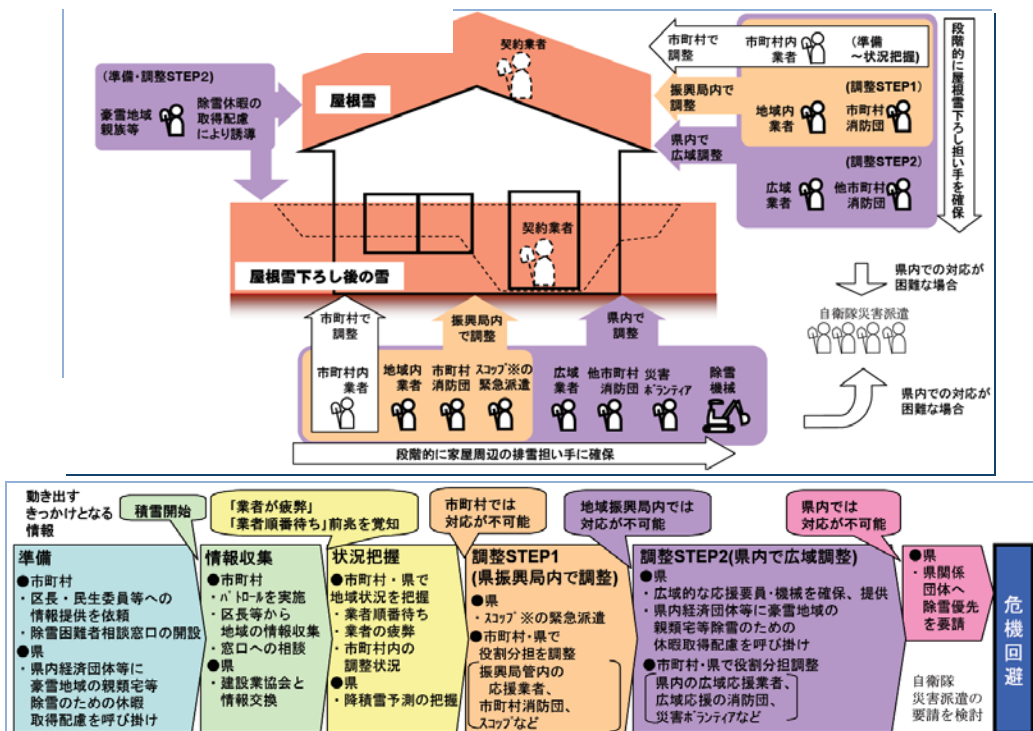 契約業者
屋根雪
(準備・調整STEP2)
豪雪地域
親族等
除雪休暇の
取得配慮
により誘導
市町村で
調整
市町村内
業者
(準備
~状況把握)
振興局内で
調整
(調整STEP1)
地域内
業者
市町村
消防団
県内で
広域調整
(調整STEP2)
広域
業者
他市町村
消防団
段階的に屋根雪下ろし担い手を確保
契約業者
屋根雪下ろし後の雪
県内での対応が
困難な場合
自衛隊災害派遣
県内での対応が
困難な場合
市町村で
調整
振興局内
で調整
県内で
調整
市町村内
業者
地域内
業者
市町村
消防団
スコップ※の
緊急派遣
広域
業者
他市町村
消防団
災害
ボランティア
除雪
機械
段階的に家屋周辺の排雪担い手に確保
動き出す
きっかけとなる
情報
積雪開始
「業者が疲弊」
「業者順番待ち」前兆を覚知
市町村では
対応が不可能
地域振興局内では
対応が不可能
県内では
対応が不可能
準備
●市町村
・区長・民生委員等への
情報提供を依頼
・除雪困難者相談窓口の開設
●県
・県内経済団体等に
豪雪地域の親類宅等
除雪のための休暇
取得配慮を呼び掛け
情報収集
●市町村
・パトロールを実施
・区長等から
地域の情報収集
・窓口への相談
●県
・建設業協会と
情報交換
状況把握
●市町村・県で
地域状況を把握
・業者順番待ち
・業者の疲弊
・市町村内の
調整状況
●県
・降積雪予測の把握
調整STEP1
(県振興局内で調整)
●県
・スコップ※の緊急派遣
●市町村・県で
役割分担を調整
振興局管内の
応援業者、
市町村消防団、
スコップなど
調整STEP2(県内で広域調整)
●県
・広域的な応援要員・機械を確保、提供
・県内経済団体等に豪雪地域の
親類宅等除雪のための
休暇取得配慮を呼び掛け
●市町村・県で役割分担調整
県内の広域応援業者、
広域応援の消防団、
災害ボランティアなど
●県
・県関係
団体へ
除雪優先
を要請
自衛隊
災害派遣の
要請を検討
危機回避